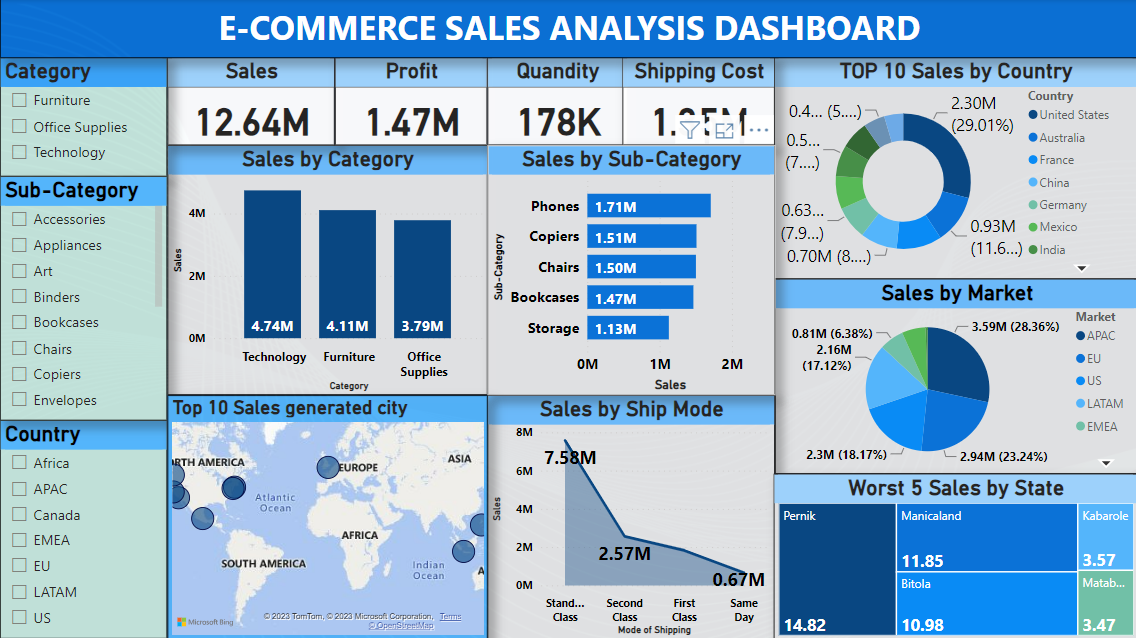 E-COMMERCE SALES ANALYSIS DASHBOARD
Category
Furniture
Office Supplies
Technology
Sub-Category
Accessories
Appliances
Art
Binders
Bookcases
Chairs
Copiers
Envelopes
Country
Africa
APAC
Canada
EMEA
EU
LATAM
US
Sales
12.64M
Profit
1.47M
Quandity
178K
Shipping Cost
Sales by Category
Sales
4M
2M
0M
4.74M
4.11M
3.79M
Technology
Furniture
Office
Supplies
Category
Sales by Sub-Category
Sub-Category
Phones
1.71M
Copiers
1.51M
Chairs
1.50M
Bookcases
1.47M
Storage
1.13M
0M
1M
2M
Sales
Top 10 Sales generated city
RTH AMERICA
EUROPE
ASIA
Atlantic
Ocean
AFRICA
SOUTH AMERICA
Indian
Ocean
A
Microsoft Bing
© 2023 TomTom, © 2023 Microsoft Corporation, Terms
© OpenStreetMap
Sales by Ship Mode
Sales
8M
6M
4M
2M
0M
7.58M
2.57M
0.67M
Stand...
Class
Second
Class
First
Class
Same
Day
Mode of Shipping
TOP 10 Sales by Country
0.4... (5....)
0.5...
(7....)
0.63...
(7.9...)
0.70M (8....)
2.30M
(29.01%)
0.93M
(11.6...)
Country
United States
Australia
France
China
Germany
Mexico
India
Sales by Market
0.81M (6.38%)
2.16M
(17.12%)
2.3M (18.17%)
3.59M (28.36%)
2.94M (23.24%)
Market
APAC
EU
US
LATAM
EMEA
Worst 5 Sales by State
Pernik
14.82
Manicaland
11.85
Bitola
10.98
Kabarole
3.57
Matab...
3.47